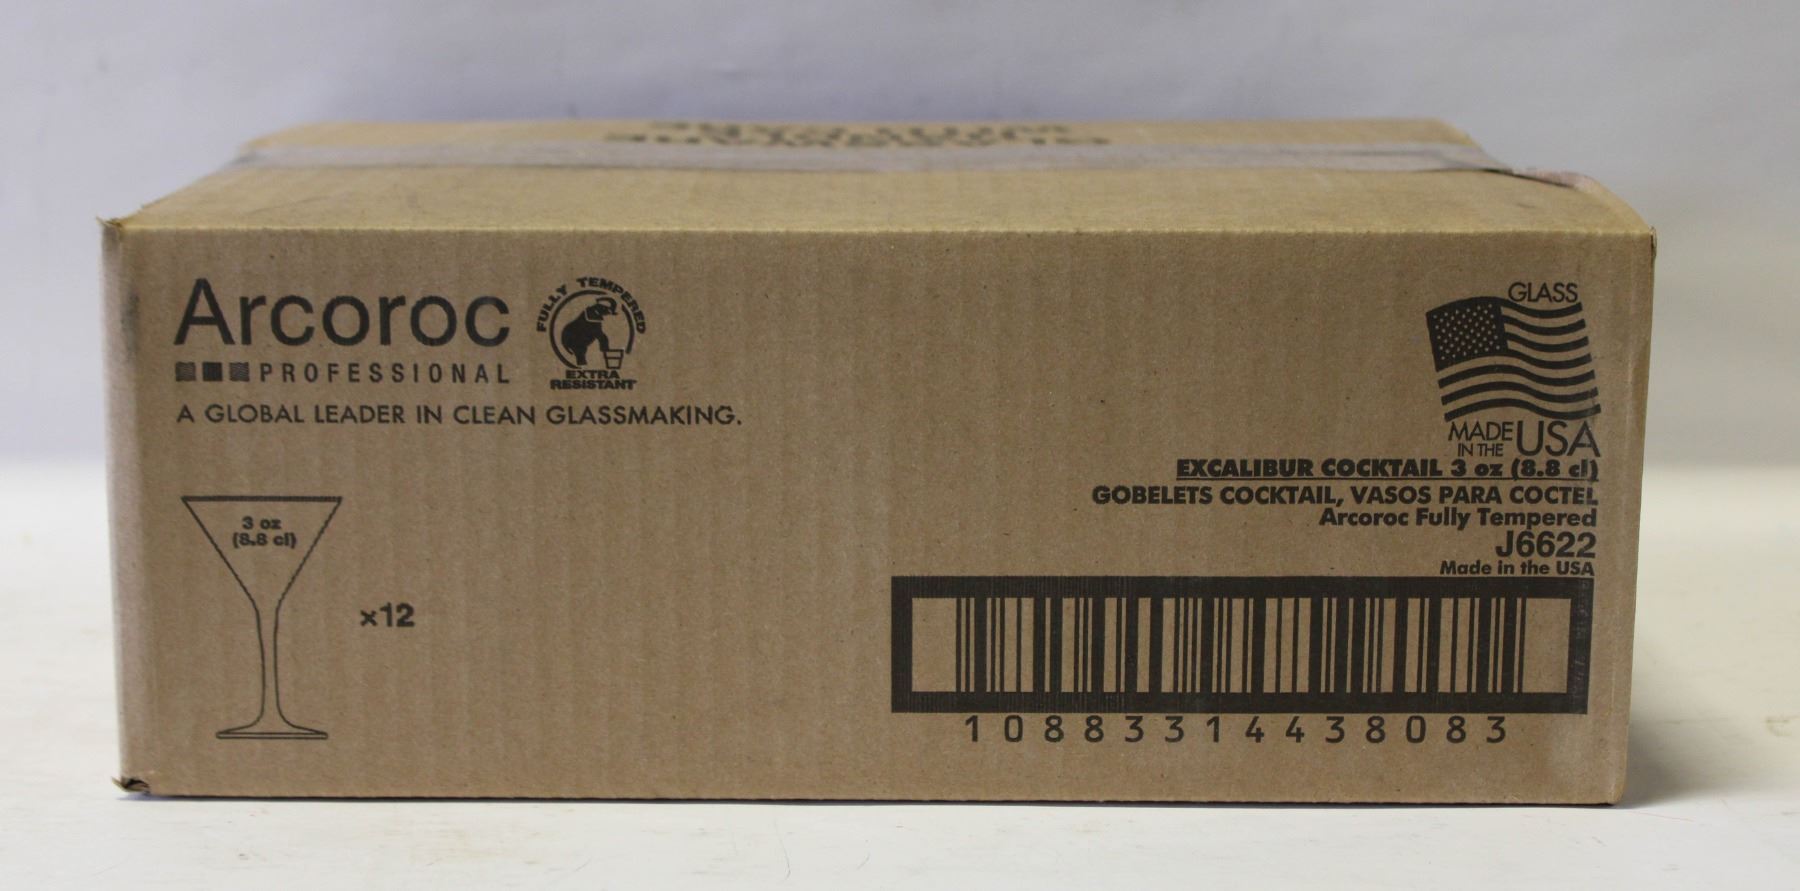 Arcoroc
PROFESSIONAL
FULLY TEMPERED
EXTRA
RESISTANT
A GLOBAL LEADER IN CLEAN GLASSMAKING.
3 oz
(8.8 cl)
x12
GLASS
MADE IN THE USA
EXCALIBUR COCKTAIL 3 oz (8.8 cl)
GOBELETS COCKTAIL, VASOS PARA COCTEL
Arcoroc Fully Tempered
J6622
Made in the USA
10883314438083